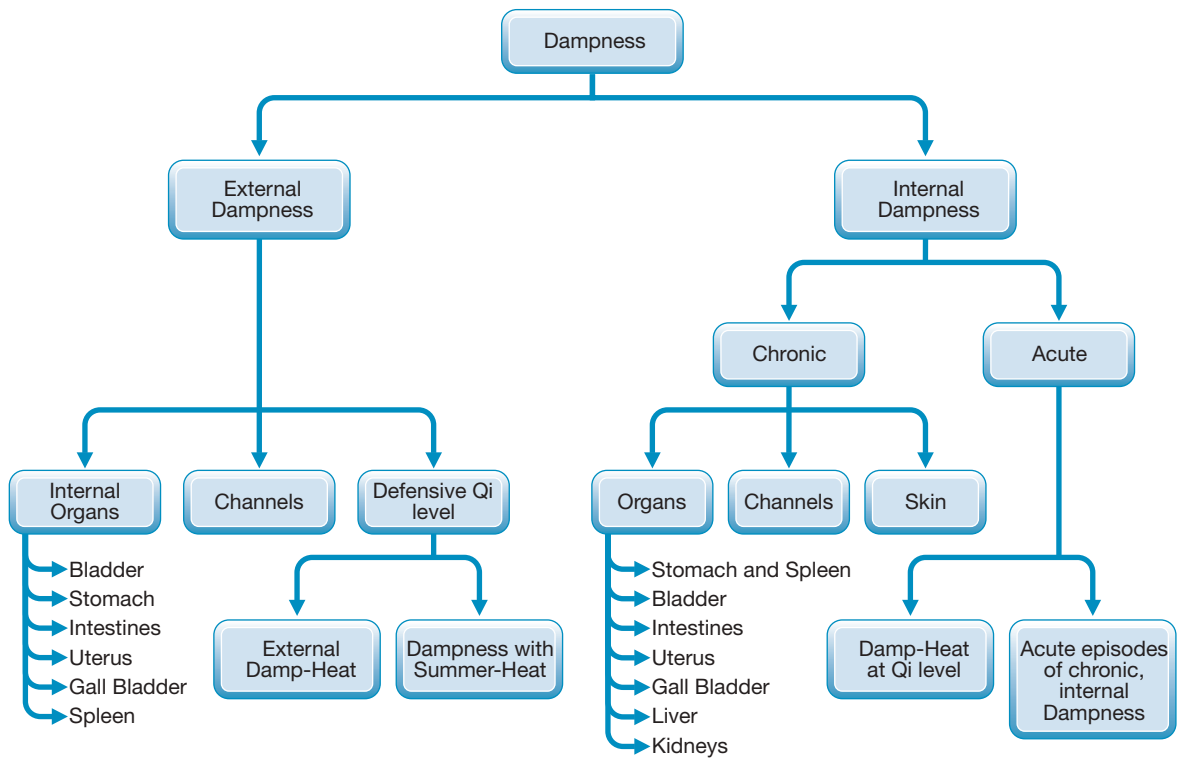 Dampness
External
Dampness
Internal
Dampness
Chronic
Acute
Internal
Organs
Channels
Defensive Qi
level
Organs
Channels
Skin
Bladder
Stomach
Intestines
Uterus
Gall Bladder
Spleen
External
Damp-Heat
Dampness with
Summer-Heat
Stomach and Spleen
Bladder
Intestines
Uterus
Gall Bladder
Liver
Kidneys
Damp-Heat
at Qi level
Acute episodes
of chronic,
internal
Dampness